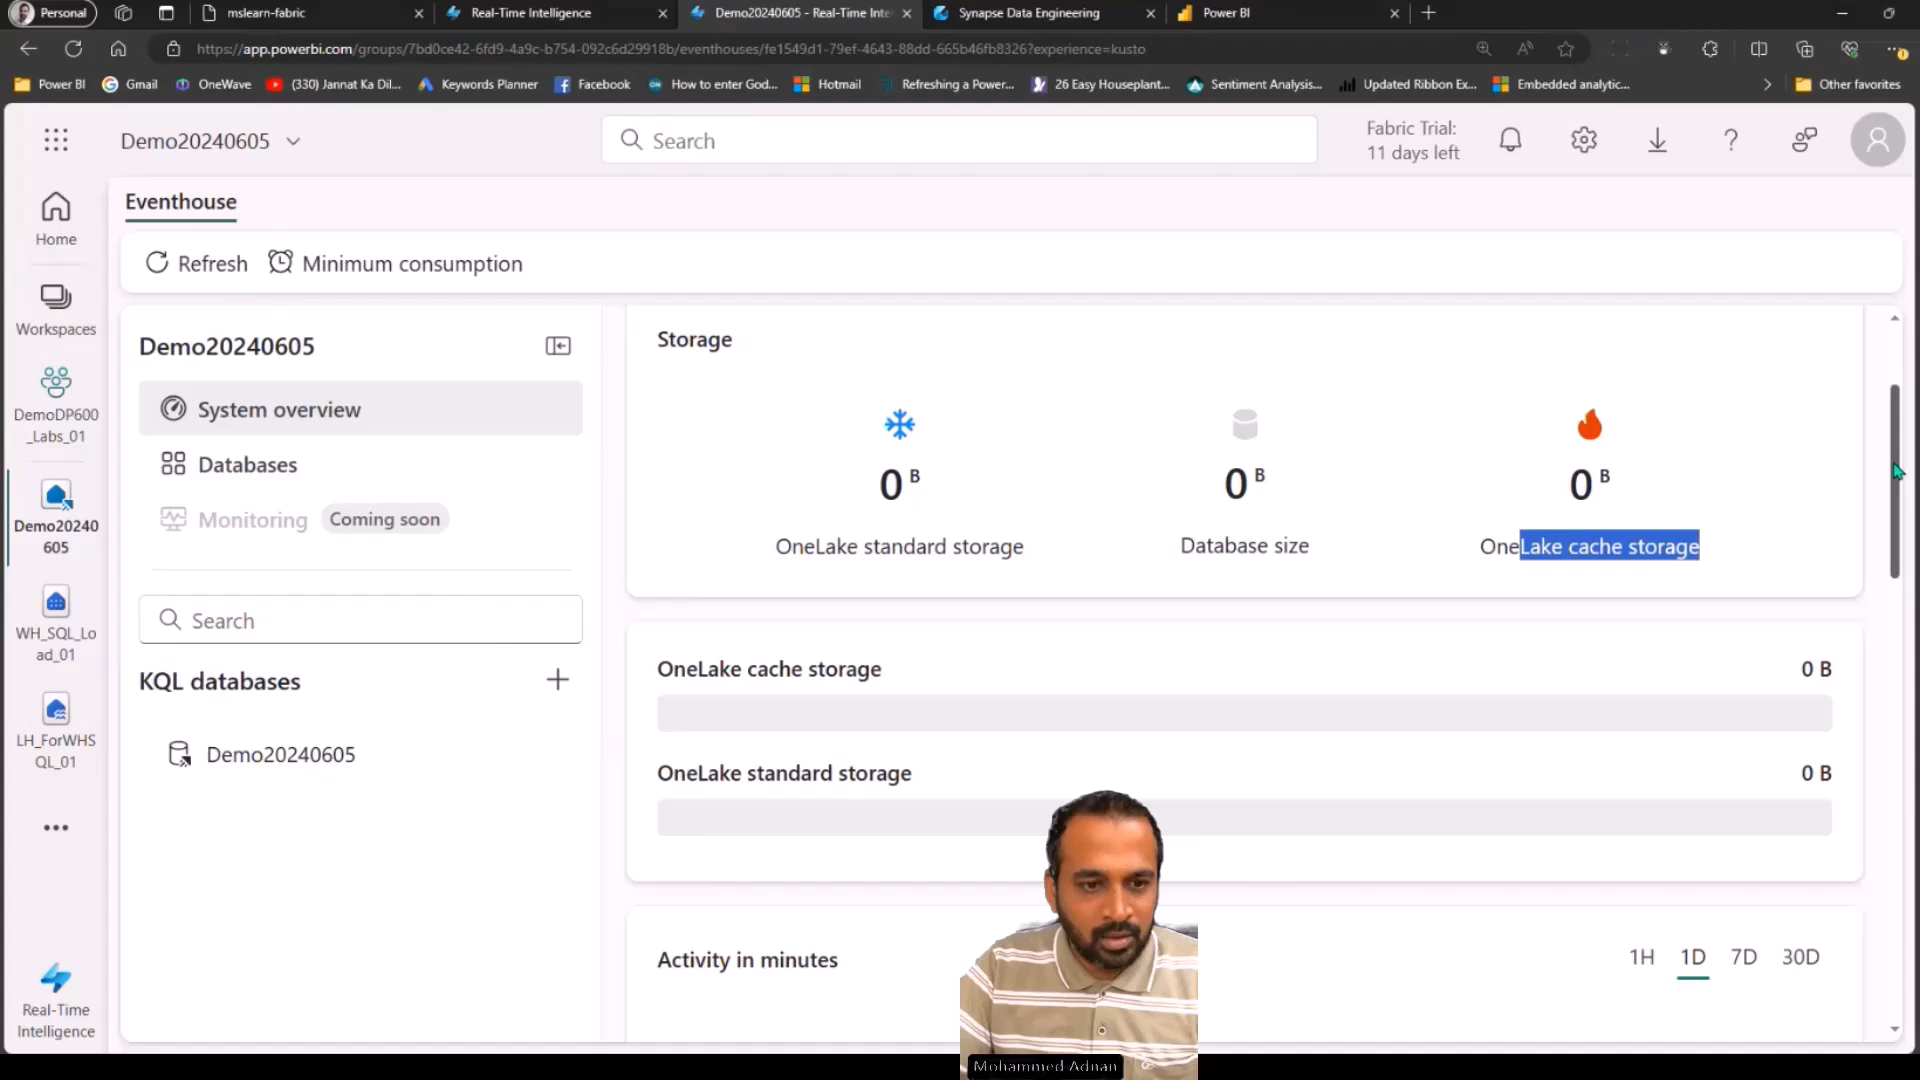 Personal
mslearn-fabric
Real-Time Intelligence
Demo20240605 - Real-Time Inte
Synapse Data Engineering
Power BI
https://app.powerbi.com/groups/7bd0ce42-6fd9-4a9c-b754-092c6d29918b/eventhouses/fe1549d1-79ef-4643-88dd-665b46fb8326?experience=kusto
Power BI
Gmail
OneWave
(330) Jannat Ka Dil...
Keywords Planner
Facebook
How to enter God...
Hotmail
Refreshing a Power...
26 Easy Houseplant...
Sentiment Analysis...
Updated Ribbon Ex...
Embedded analytic...
Other favorites
Demo20240605
Search
Fabric Trial:
11 days left
Home
Workspaces
DemoDP600
_Labs_01
Demo20240
605
WH_SQL_Lo
ad_01
LH_ForWHS
QL_01
Real-Time
Intelligence
Eventhouse
Refresh
Minimum consumption
Demo20240605
System overview
Databases
Monitoring
Coming soon
Search
KQL databases
Demo20240605
Storage
0 B
OneLake standard storage
0 B
Database size
0 B
OneLake cache storage
OneLake cache storage
0 B
OneLake standard storage
0 B
Activity in minutes
1H 1D 7D 30D
Mohammed Adnan